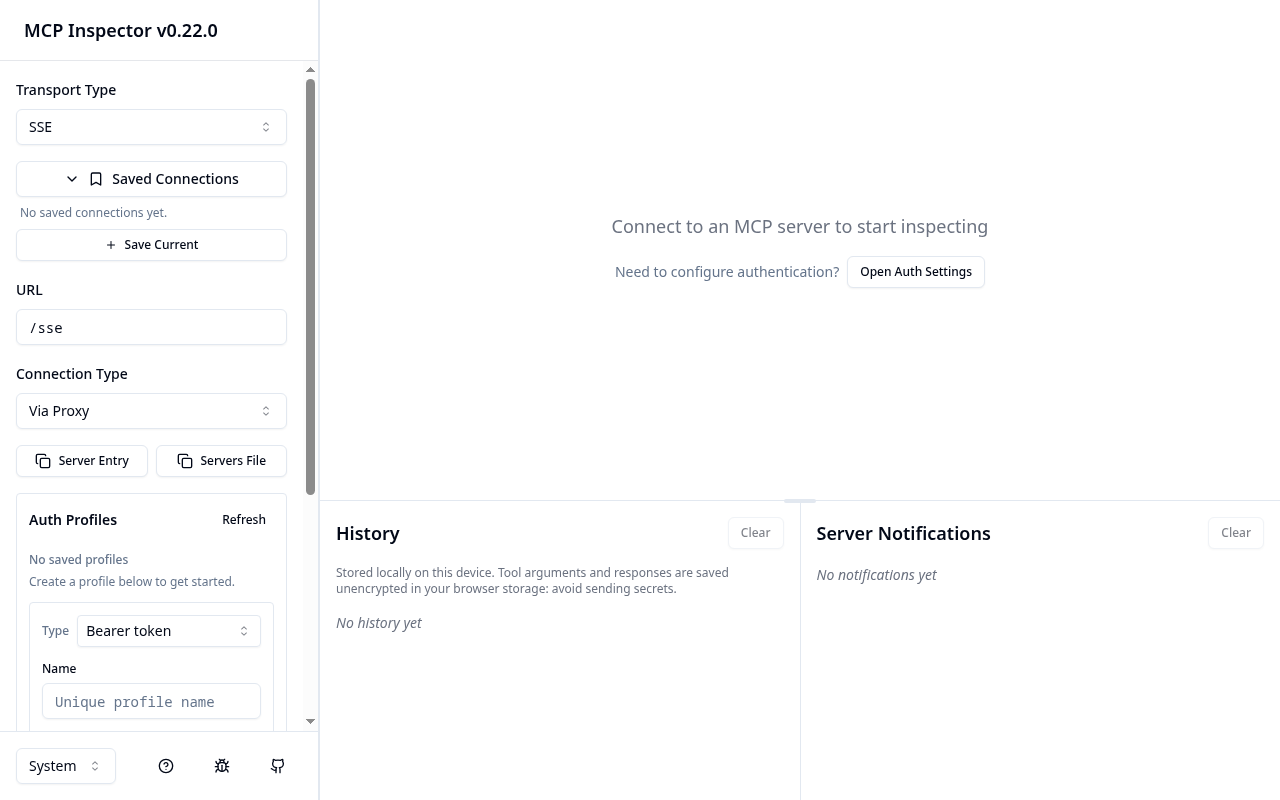 MCP Inspector v0.22.0
Transport Type
SSE
Saved Connections
No saved connections yet.
Save Current
URL
/sse
Connection Type
Via Proxy
Server Entry
Servers File
Auth Profiles
Refresh
No saved profiles
Create a profile below to get started.
Type
Bearer token
Name
Unique profile name
System
Connect to an MCP server to start inspecting
Need to configure authentication?
Open Auth Settings
History
Clear
Stored locally on this device. Tool arguments and responses are saved
unencrypted in your browser storage: avoid sending secrets.
No history yet
Server Notifications
Clear
No notifications yet